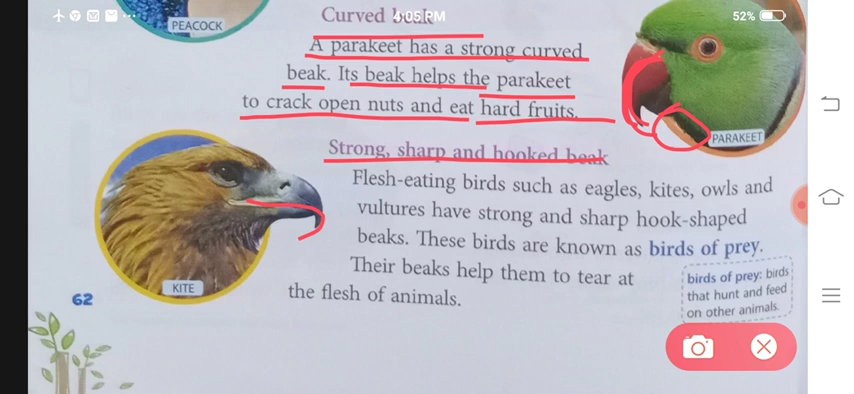 4:05 PM
52%
PEACOCK
Curved beak
A parakeet has a strong curved
beak. Its beak helps the parakeet
to crack open nuts and eat hard fruits.
PARAKEET
Strong, sharp and hooked beak
Flesh-eating birds such as eagles, kites, owls and
vultures have strong and sharp hook-shaped
beaks. These birds are known as birds of prey.
Their beaks help them to tear at
the flesh of animals.
birds of prey: birds
that hunt and feed
on other animals.
KITE
62